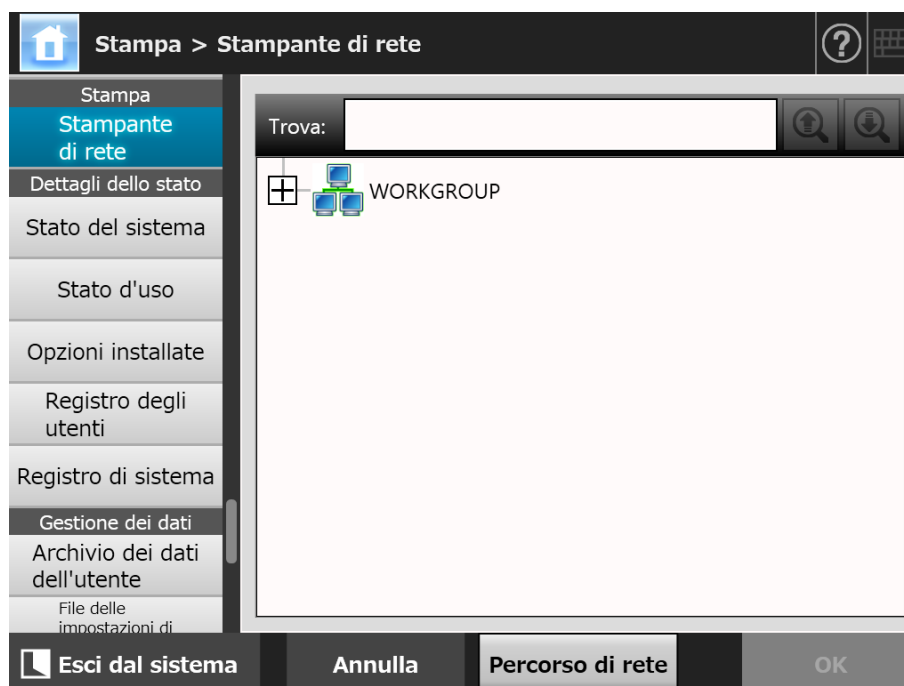 Stampa > Stampante di rete
?
Stampa
Stampante
di rete
Dettagli dello stato
Stato del sistema
Stato d'uso
Opzioni installate
Registro degli
utenti
Registro di sistema
Gestione dei dati
Archivio dei dati
dell'utente
File delle
impostazioni di
Trova:
WORKGROUP
Esci dal sistema
Annulla
Percorso di rete
OK